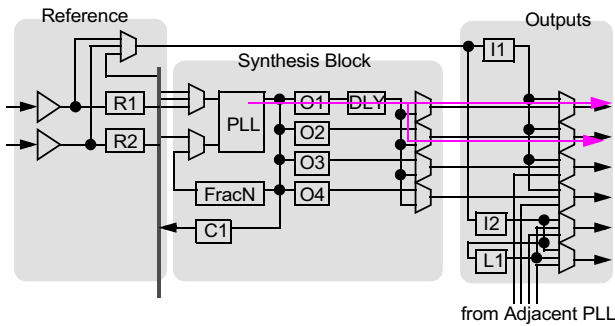 Reference
Outputs
Synthesis Block
I1
R1
O1
DLY
PLL
R2
O2
O3
FracN
O4
C1
I2
L1
from Adjacent PLL